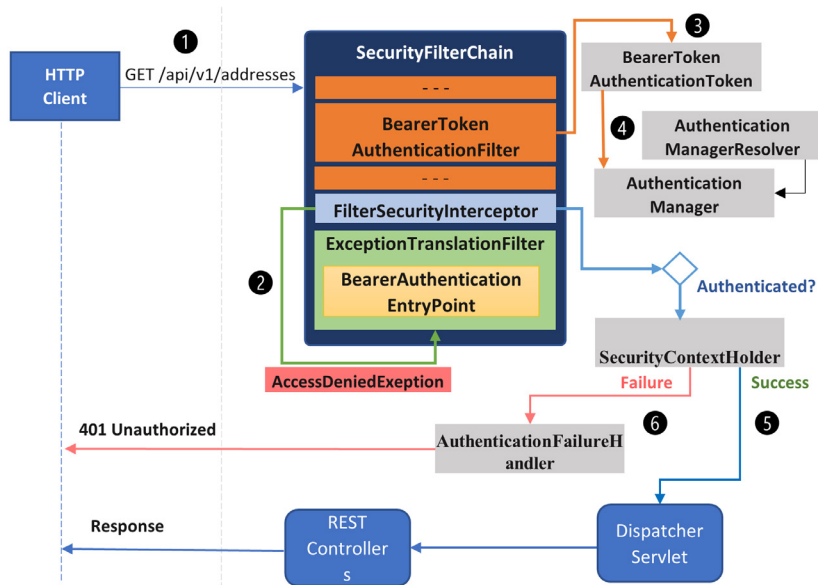 1
HTTP
Client
GET /api/v1/addresses
SecurityFilterChain
- - -
BearerToken
AuthenticationFilter
- - -
FilterSecurityInterceptor
ExceptionTranslationFilter
BearerAuthentication
EntryPoint
2
AccessDeniedExeption
3
BearerToken
AuthenticationToken
4
Authentication
ManagerResolver
Authentication
Manager
Authenticated?
SecurityContextHolder
Failure
Success
6
5
AuthenticationFailureH
andler
401 Unauthorized
Response
REST
Controller
s
Dispatcher
Servlet